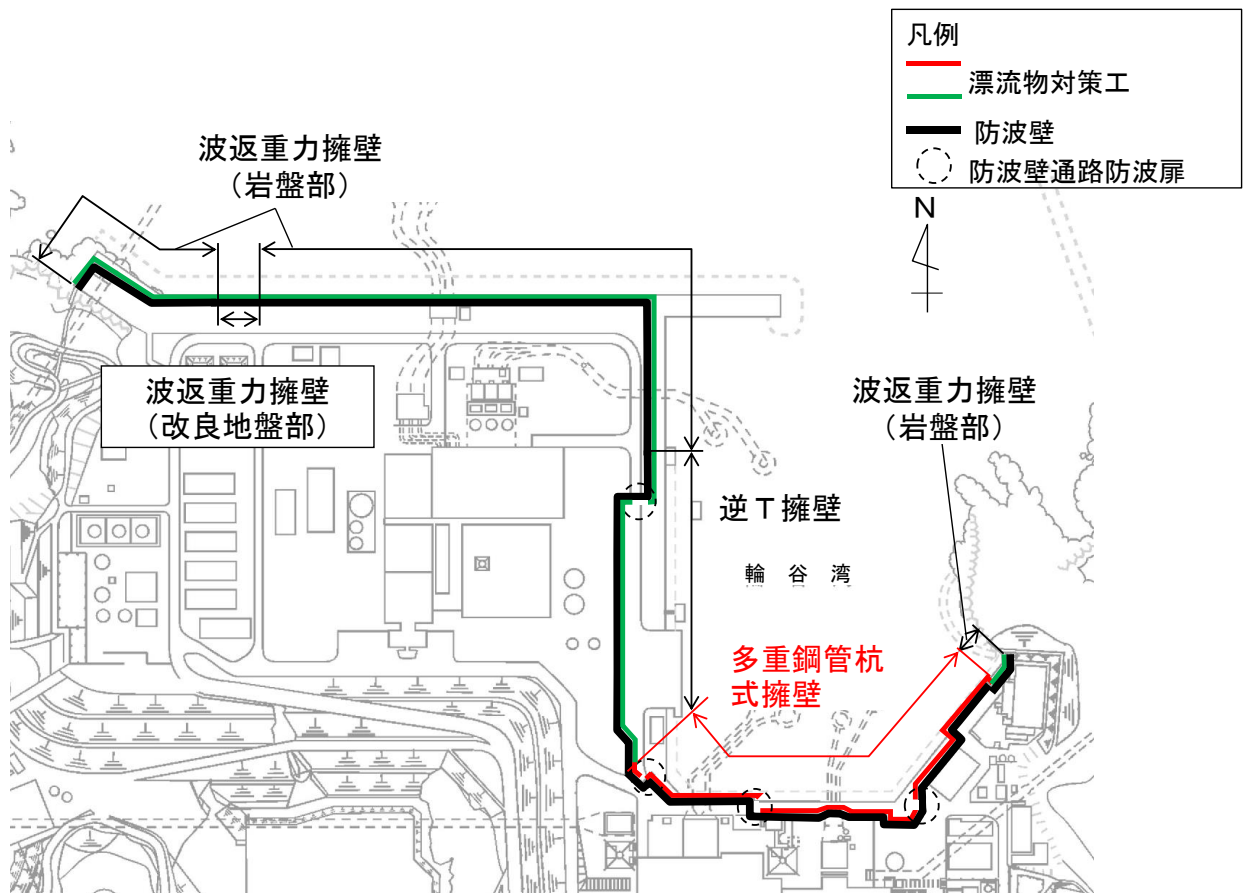 凡例
漂流物対策工
防波壁
防波壁通路防波扉
N
波返重力擁壁
(岩盤部)
波返重力擁壁
(改良地盤部)
波返重力擁壁
(岩盤部)
逆T擁壁
輪谷湾
多重鋼管杭
式擁壁